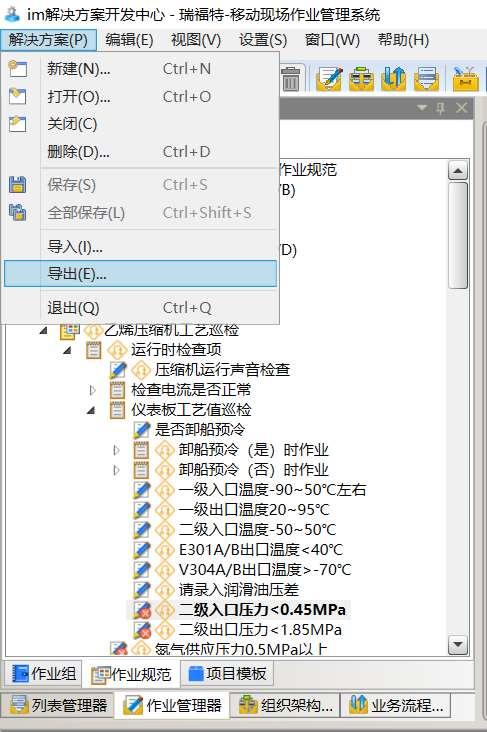 im解决方案开发中心 - 瑞福特-移动现场作业管理系统
解决方案(P) 编辑(E) 视图(V) 设置(S) 窗口(W) 帮助(H)
新建(N)... Ctrl+N
打开(O)... Ctrl+O
关闭(C)
删除(D)... Ctrl+D
作业规范
保存(S) Ctrl+S
/B)
全部保存(L) Ctrl+Shift+S
导入(I)...
/D)
导出(E)...
退出(Q) Ctrl+Q
乙烯压缩机工艺巡检
运行时检查项
压缩机运行声音检查
检查电流是否正常
仪表板工艺值巡检
是否卸船预冷
卸船预冷（是）时作业
卸船预冷（否）时作业
一级入口温度-90~50℃左右
一级出口温度20~95℃
二级入口温度-50~50℃
E301A/B出口温度<40℃
V304A/B出口温度>-70℃
请录入润滑油压差
二级入口压力<0.45MPa
二级出口压力<1.85MPa
氮气供应压力0.5MPa以上
作业组 作业规范 项目模板
列表管理器 作业管理器 组织架构... 业务流程...